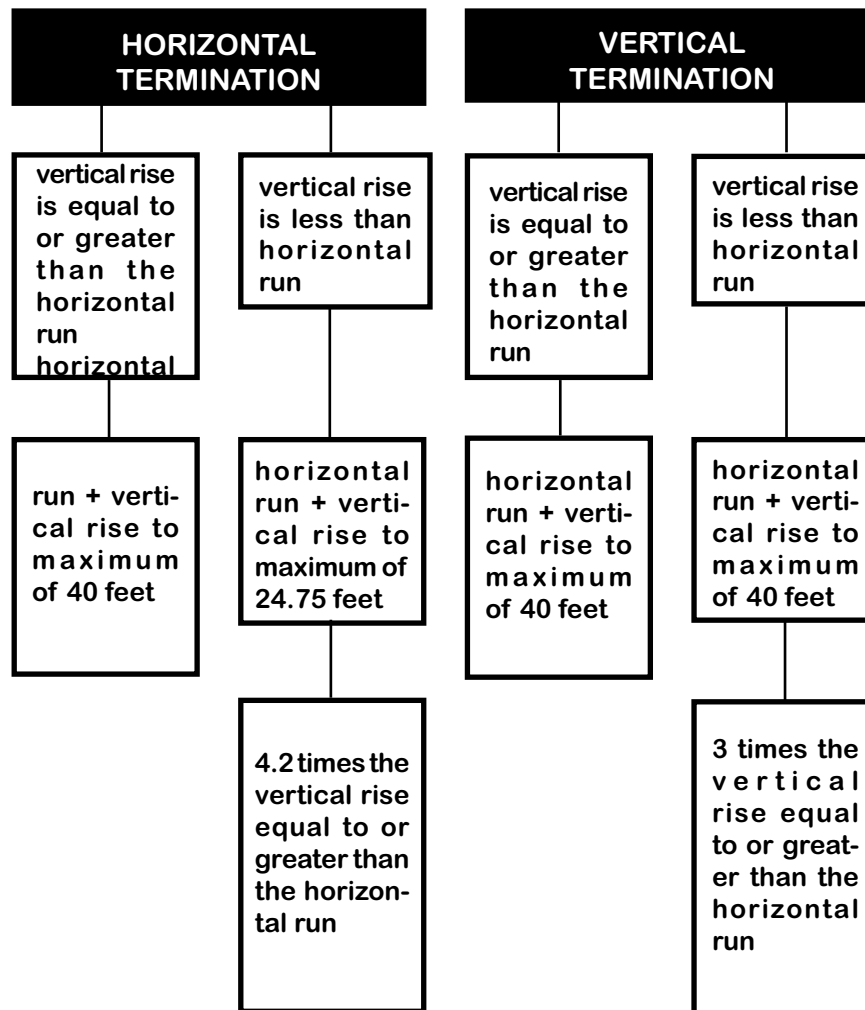 HORIZONTAL
TERMINATION
vertical rise
is equal to
or greater
than the
horizontal
run
horizontal
run + verti-
cal rise to
maximum
of 40 feet
vertical rise
is less than
horizontal
run
horizontal
run + verti-
cal rise to
maximum of
24.75 feet
4.2 times the
vertical rise
equal to or
greater than
the horizon-
tal run
VERTICAL
TERMINATION
vertical rise
is equal to
or greater
than the
horizontal
run
horizontal
run + verti-
cal rise to
maximum
of 40 feet
vertical rise
is less than
horizontal
run
horizontal
run + verti-
cal rise to
maximum
of 40 feet
3 times the
vertical
rise equal
to or great-
er than the
horizontal
run